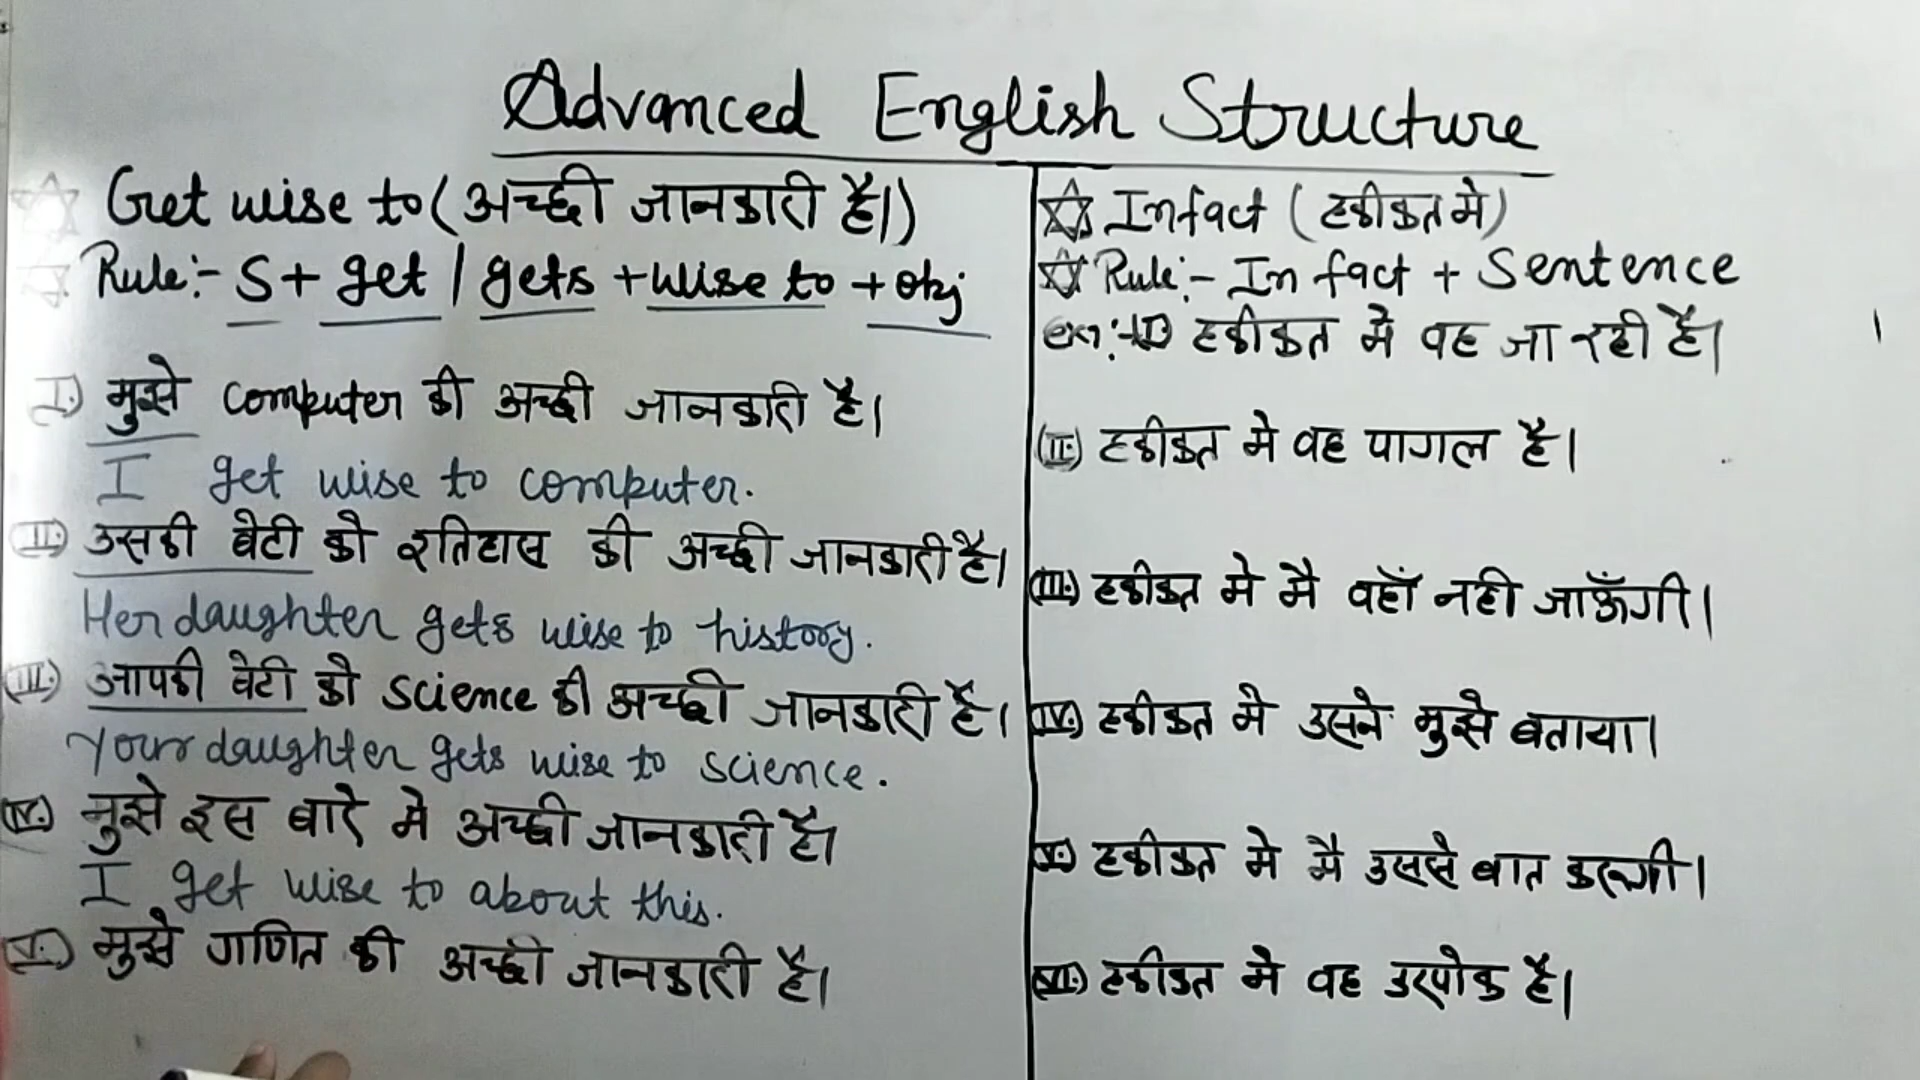 Advanced English Structure
Get wise to (अच्छी जानकारी है।)
Rule:- S + get / gets + wise to + obj
I.) मुझे computer की अच्छी जानकारी है।
I get wise to computer.
II.) उसकी बेटी को इतिहास की अच्छी जानकारी है।
Her daughter gets wise to history.
III.) आपकी बेटी को science की अच्छी जानकारी है।
Your daughter gets wise to science.
IV.) मुझे इस बारे मे अच्छी जानकारी है।
I get wise to about this.
V.) मुझे गणित की अच्छी जानकारी है।
In fact (हकीकत मे)
Rule:- In fact + Sentence
ex:- I) हकीकत मे वह जा रही है।
(II.) हकीकत मे वह पागल है।
(III.) हकीकत मे मै वहाँ नही जाऊँगी।
IV.) हकीकत मे उसने मुझे बताया।
V.) हकीकत मे मै उससे बात करूंगी।
VI.) हकीकत मे वह डरपोक है।